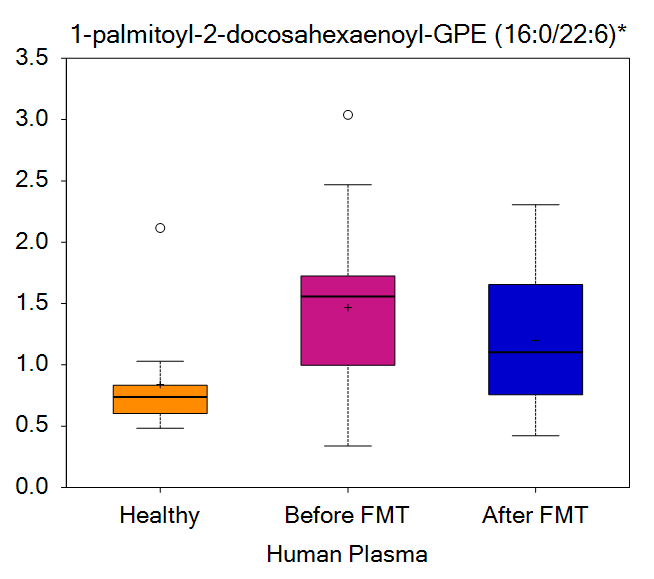 1-palmitoyl-2-docosahexaenoyl-GPE (16:0/22:6)*
3.5
3.0
2.5
2.0
1.5
1.0
0.5
0.0
Healthy Before FMT After FMT
Human Plasma